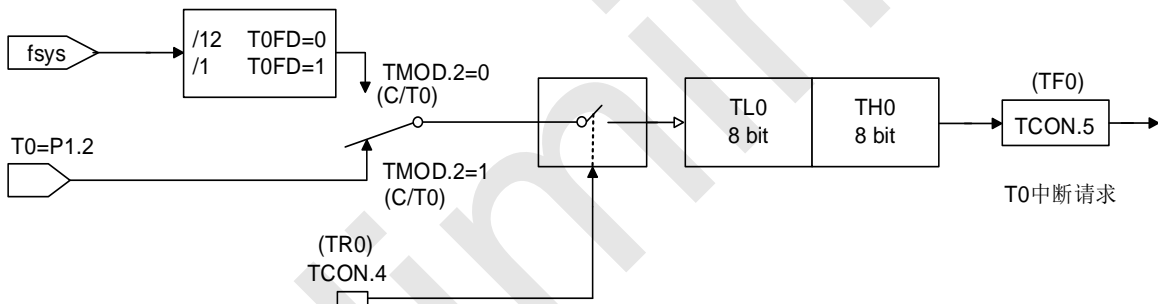 fsys
/12 T0FD=0
/1 T0FD=1
TMOD.2=0
(C/T0)
T0=P1.2
TMOD.2=1
(C/T0)
(TR0)
TCON.4
TL0
8 bit
TH0
8 bit
(TF0)
TCON.5
T0中断请求